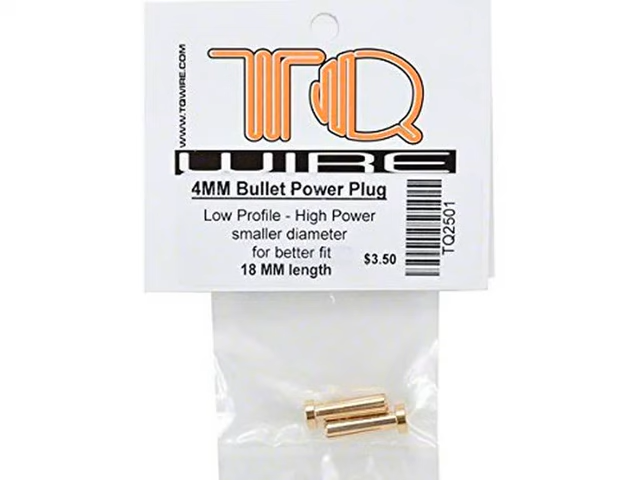 WWW.TQWIRE.COM
TQ
WIRE
4MM Bullet Power Plug
Low Profile - High Power
smaller diameter
for better fit
18 MM length
$3.50
TQ2501